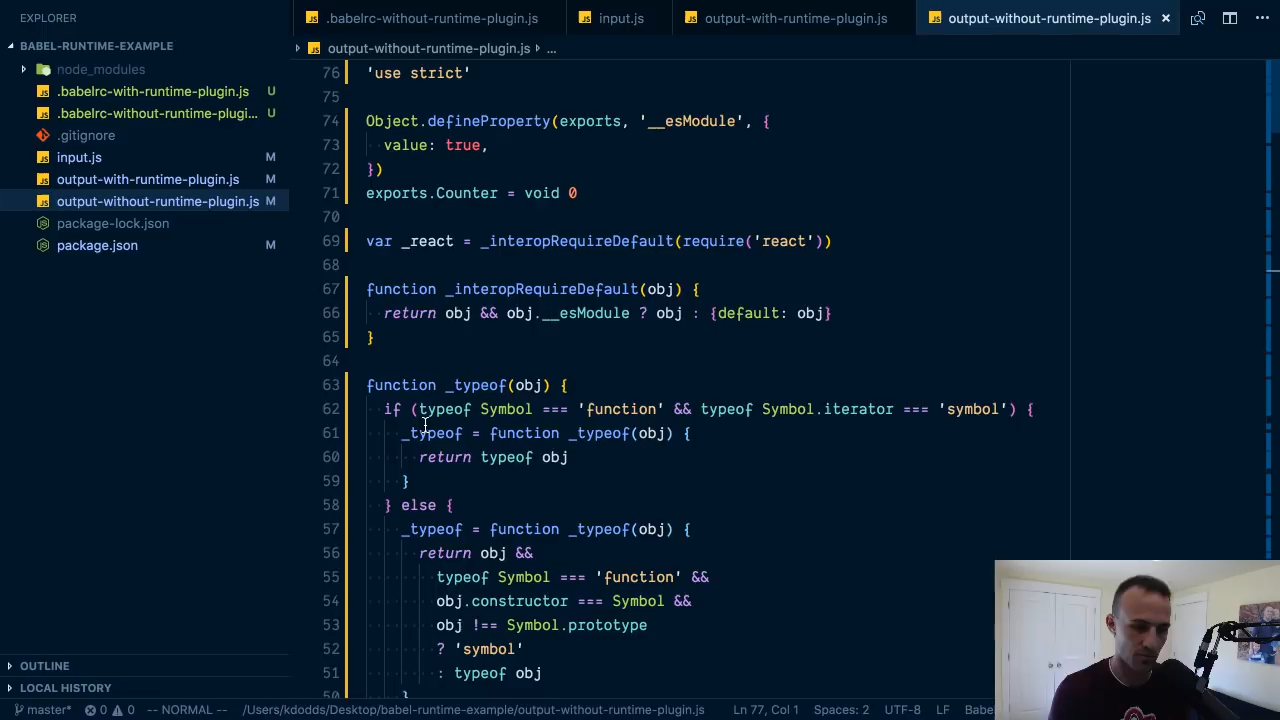 EXPLORER
BABEL-RUNTIME-EXAMPLE
node_modules
.babelrc-with-runtime-plugin.js U
.babelrc-without-runtime-plugi... U
.gitignore
input.js M
output-with-runtime-plugin.js M
output-without-runtime-plugin.js M
package-lock.json
package.json M
OUTLINE
LOCAL HISTORY
.babelrc-without-runtime-plugin.js
input.js
output-with-runtime-plugin.js
output-without-runtime-plugin.js
output-without-runtime-plugin.js > ...
76 'use strict'
75
74 Object.defineProperty(exports, '__esModule', {
73 value: true,
72 })
71 exports.Counter = void 0
70
69 var _react = _interopRequireDefault(require('react'))
68
67 function _interopRequireDefault(obj) {
66 return obj && obj.__esModule ? obj : {default: obj}
65 }
64
63 function _typeof(obj) {
62 if (typeof Symbol === 'function' && typeof Symbol.iterator === 'symbol') {
61 _typeof = function _typeof(obj) {
60 return typeof obj
59 }
58 } else {
57 _typeof = function _typeof(obj) {
56 return obj &&
55 typeof Symbol === 'function' &&
54 obj.constructor === Symbol &&
53 obj !== Symbol.prototype
52 ? 'symbol'
51 : typeof obj
50 }
master* 0 0 -- NORMAL -- /Users/kdodds/Desktop/babel-runtime-example/output-without-runtime-plugin.js Ln 77, Col 1 Spaces: 2 UTF-8 LF Babe